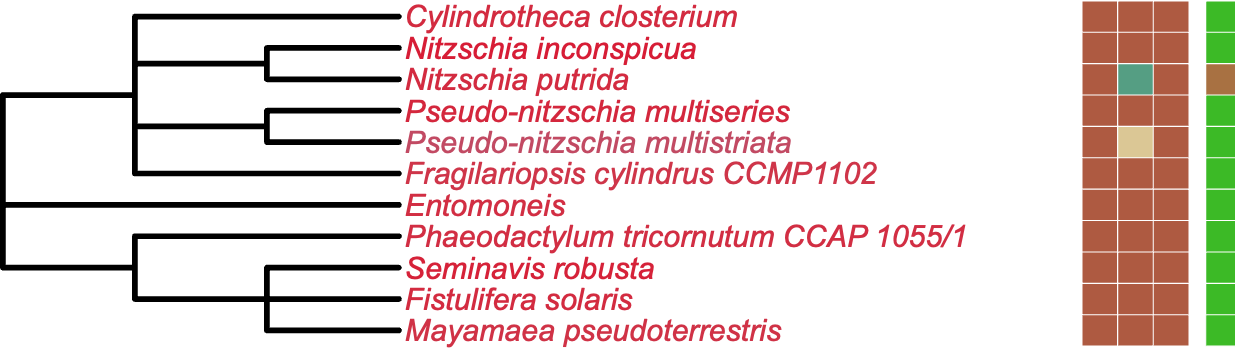 Cylindrotheca closterium
Nitzschia inconspicua
Nitzschia putrida
Pseudo-nitzschia multiseries
Pseudo-nitzschia multistriata
Fragilariopsis cylindrus CCMP1102
Entomoneis
Phaeodactylum tricornutum CCAP 1055/1
Seminavis robusta
Fistulifera solaris
Mayamaea pseudoterrestris